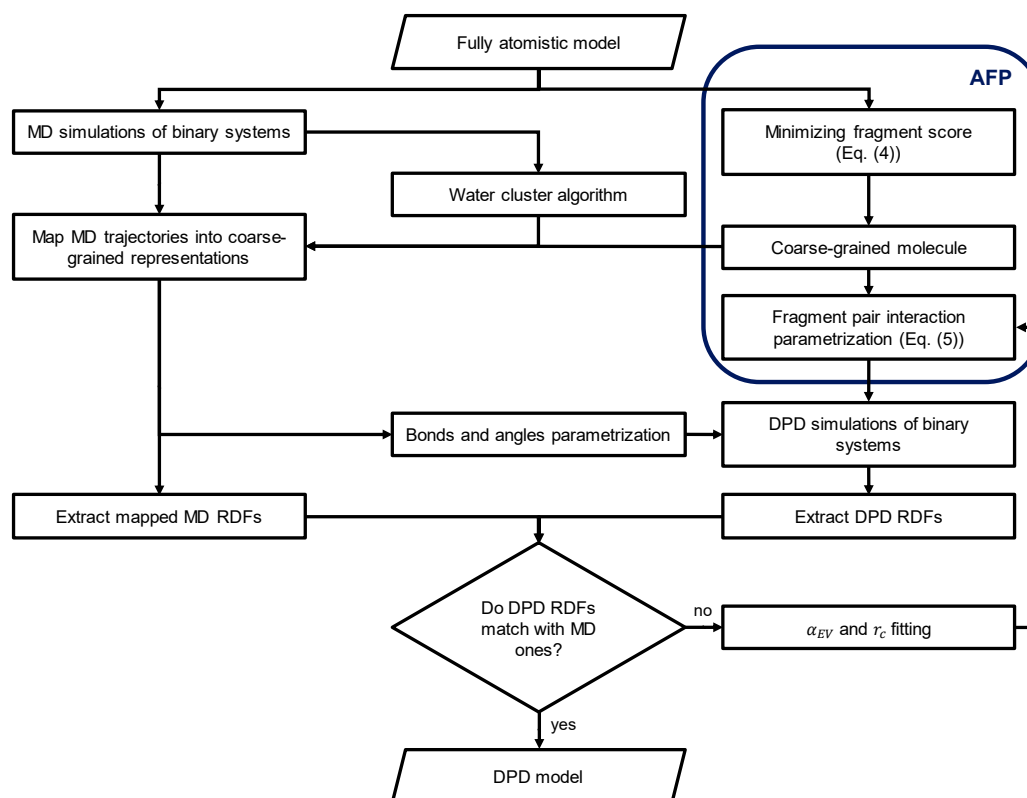 Fully atomistic model
AFP
MD simulations of binary systems
Minimizing fragment score
(Eq. (4))
Water cluster algorithm
Map MD trajectories into coarse-
grained representations
Coarse-grained molecule
Fragment pair interaction
parametrization (Eq. (5))
Bonds and angles parametrization
DPD simulations of binary
systems
Extract mapped MD RDFs
Extract DPD RDFs
Do DPD RDFs
match with MD
ones?
no
α_EV and r_c fitting
yes
DPD model